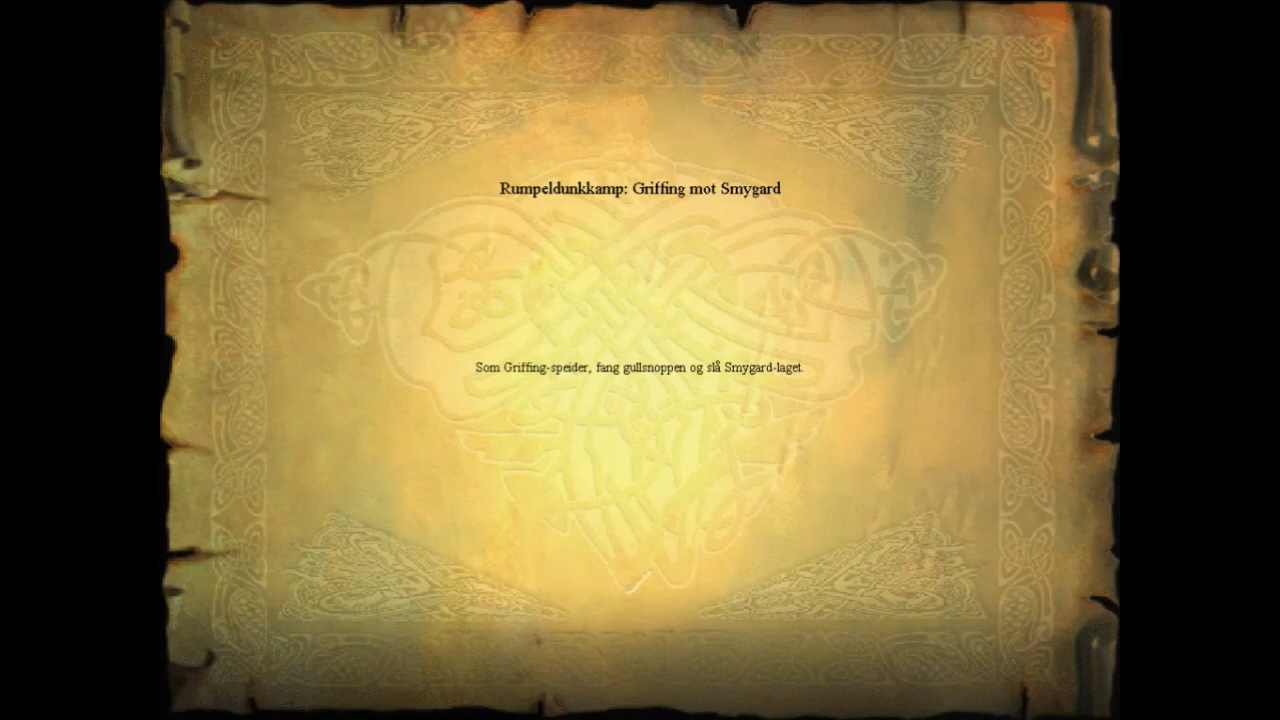 Rumpeldunkkamp: Griffing mot Smygard
Som Griffing-speider, fang gullsnoppen og slå Smygard-laget.